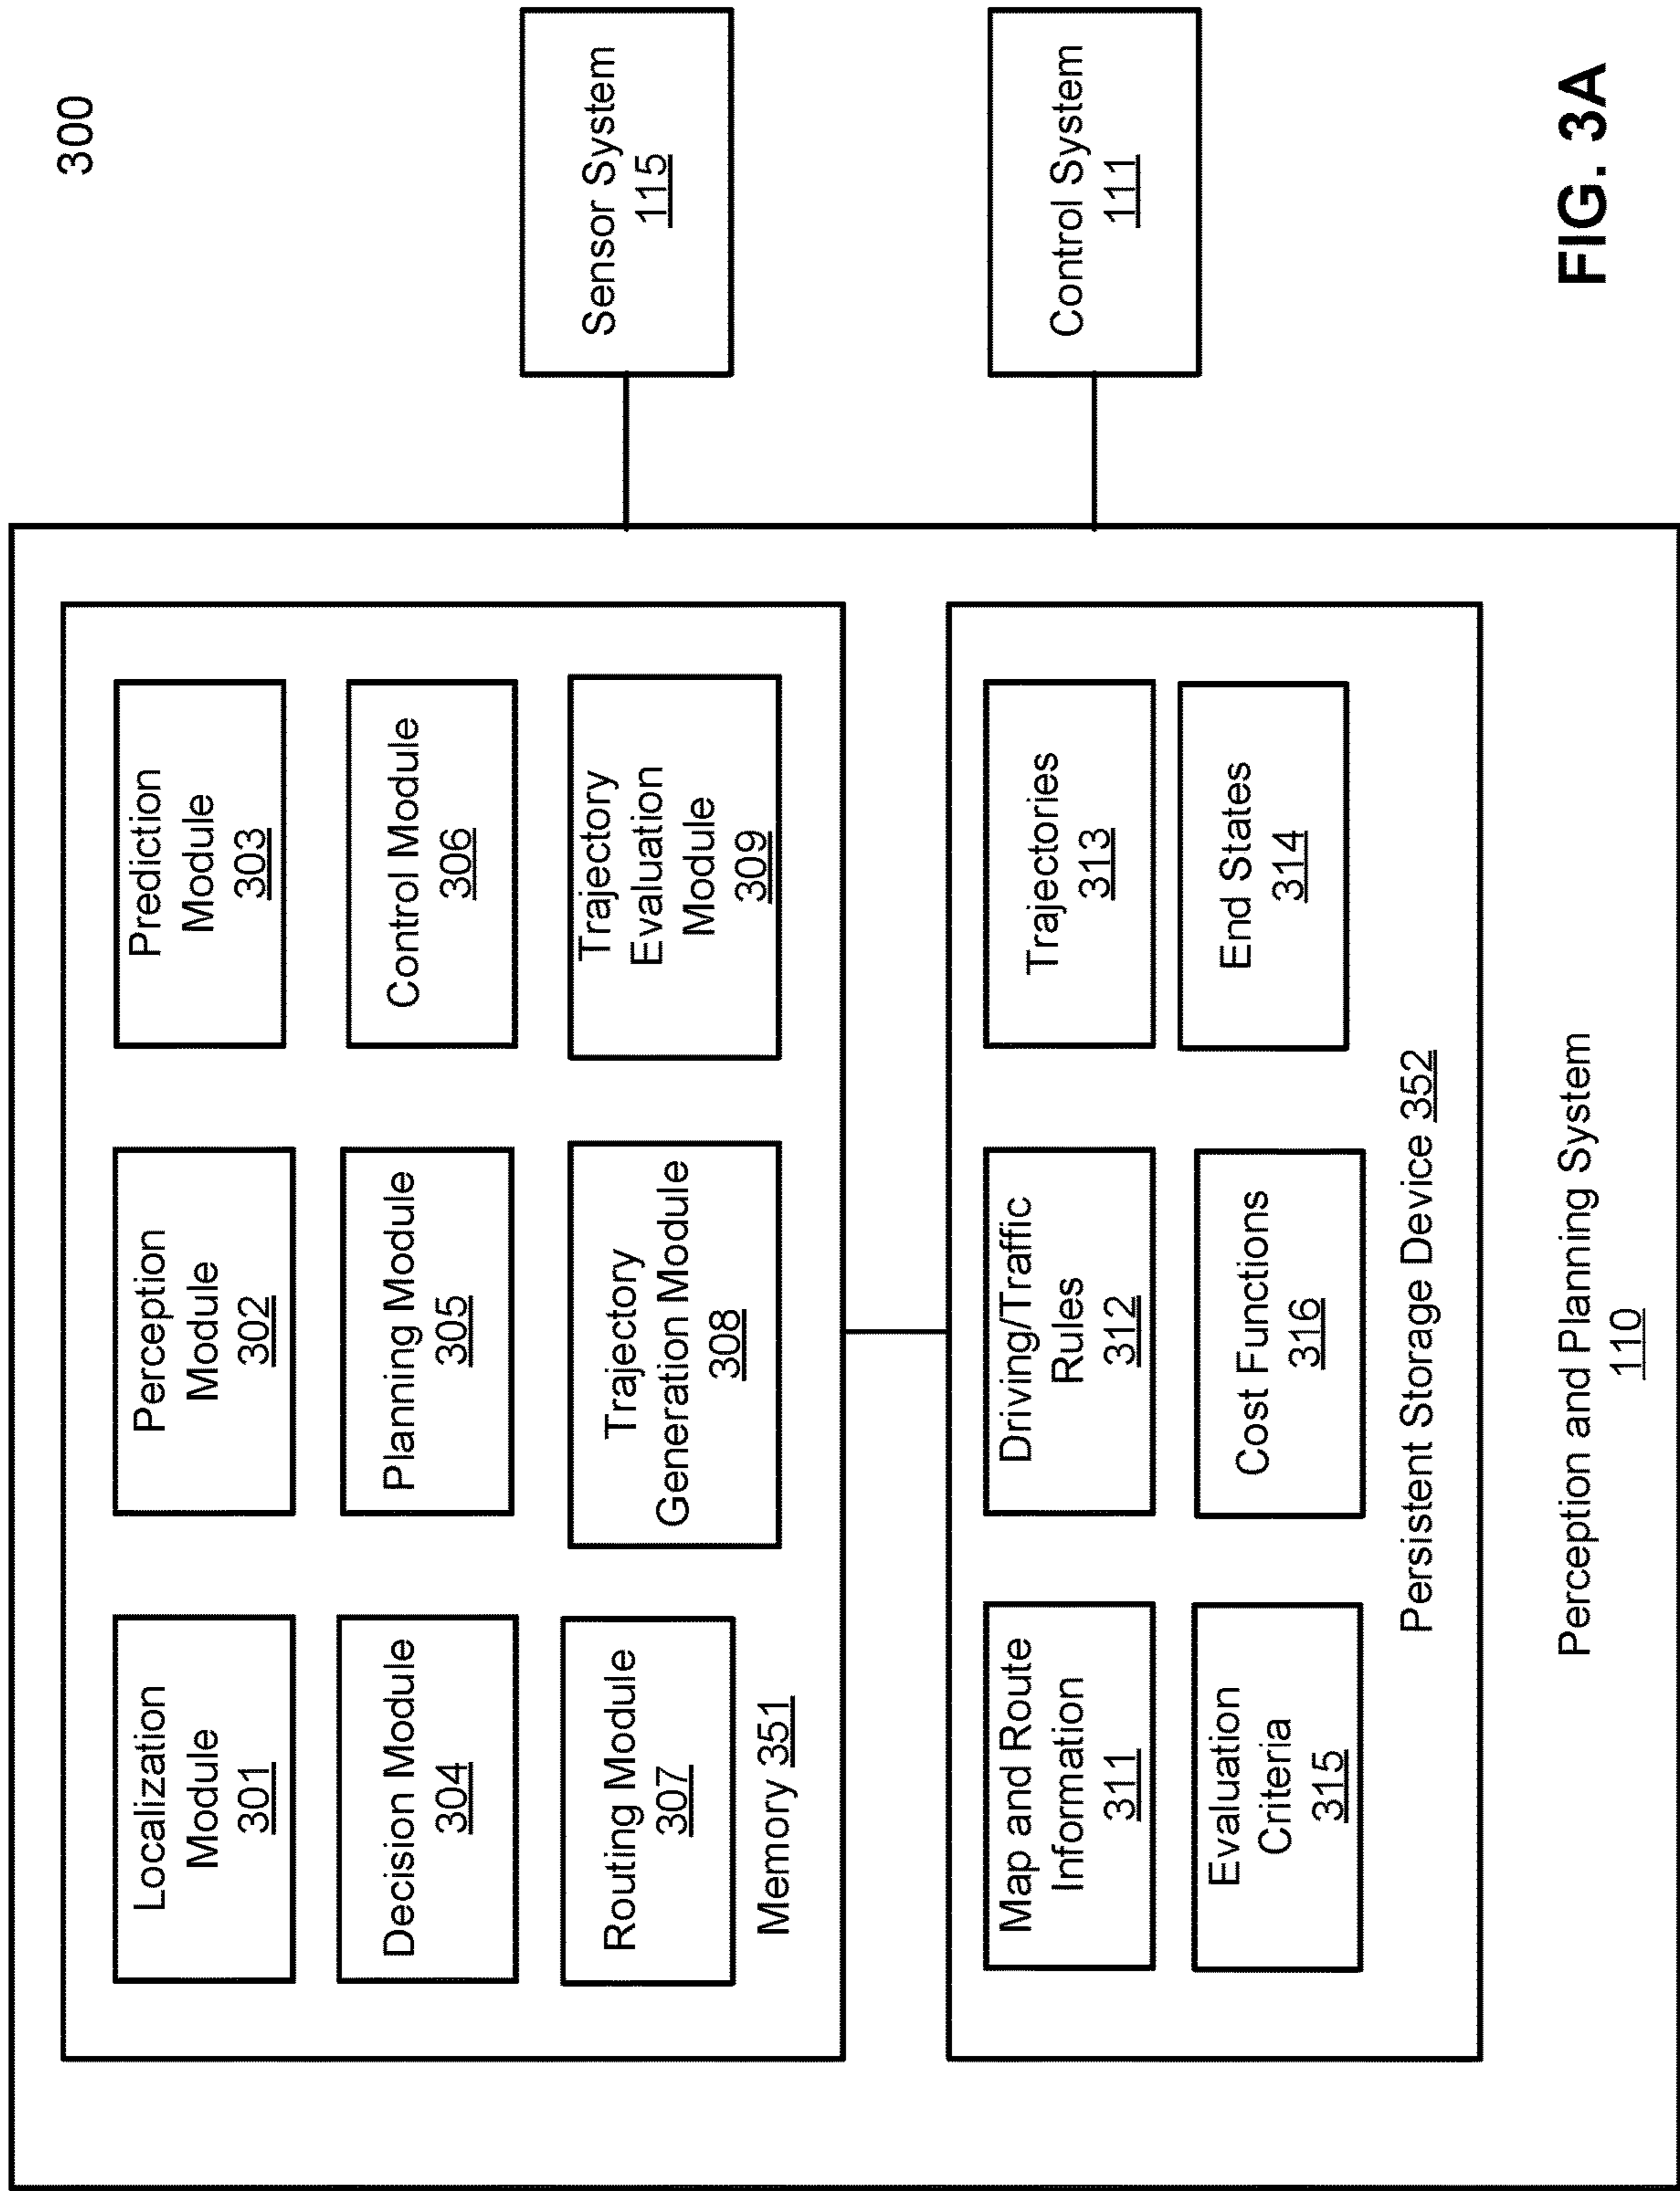 300
Localization
Module
301
Perception
Module
302
Prediction
Module
303
Decision Module
304
Planning Module
305
Control Module
306
Routing Module
307
Trajectory
Generation Module
308
Trajectory
Evaluation
Module
309
Memory 351
Sensor System
115
Map and Route
Information
311
Driving/Traffic
Rules
312
Trajectories
313
Evaluation
Criteria
315
Cost Functions
316
End States
314
Persistent Storage Device 352
Control System
111
Perception and Planning System
110
FIG. 3A